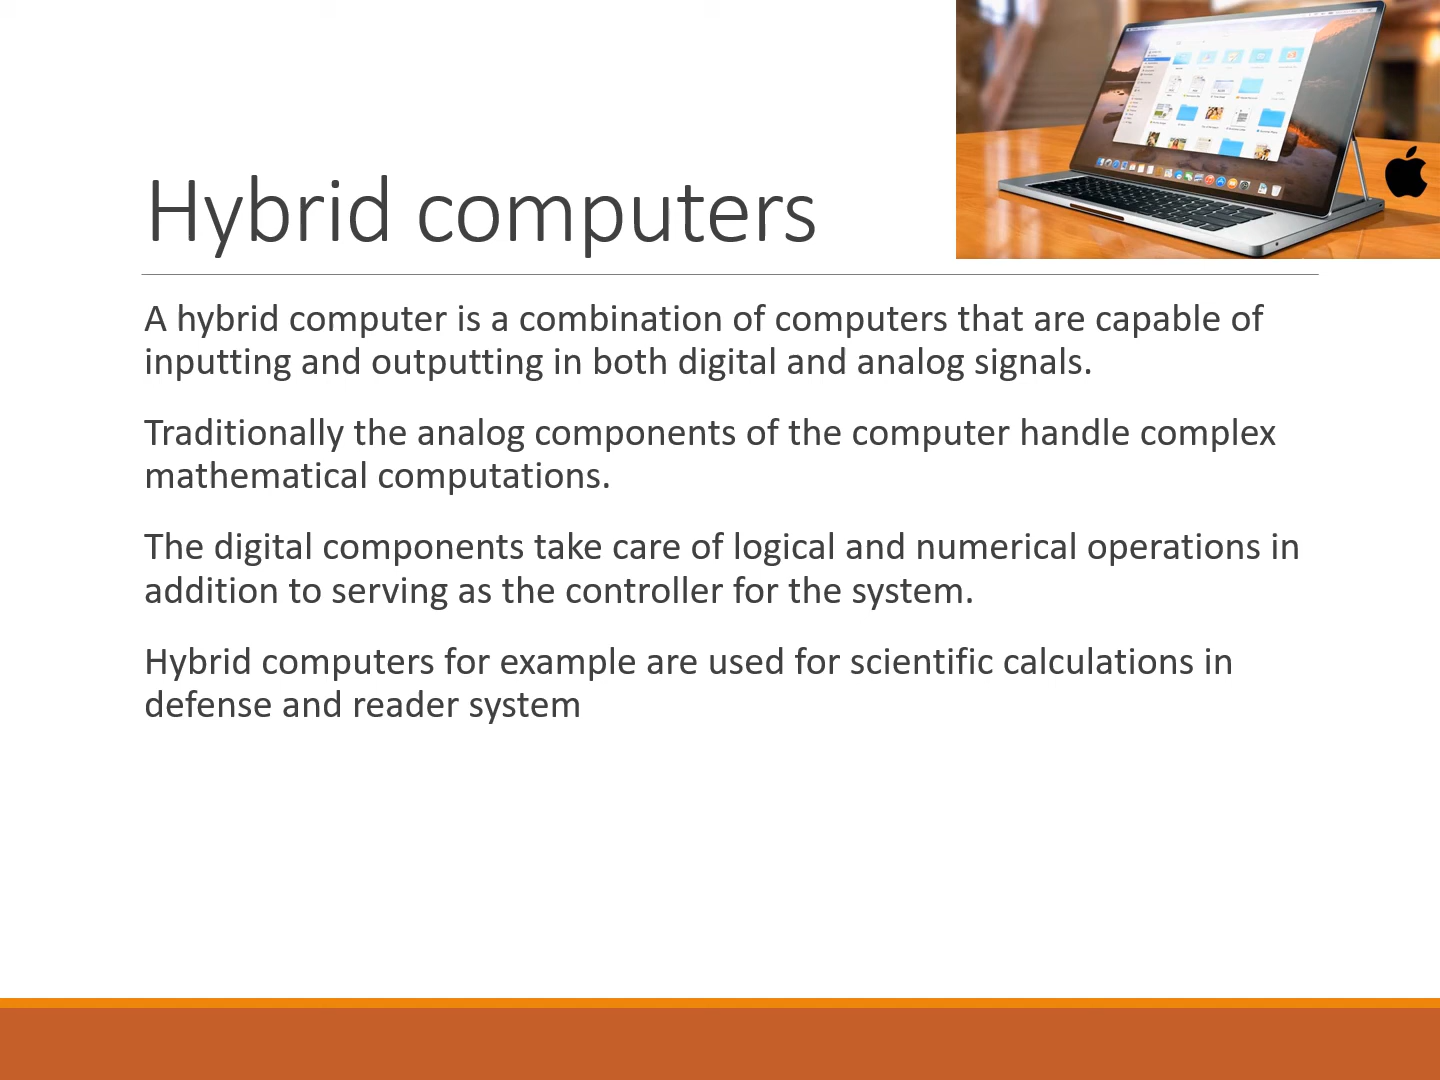 Hybrid computers
A hybrid computer is a combination of computers that are capable of
inputting and outputting in both digital and analog signals.
Traditionally the analog components of the computer handle complex
mathematical computations.
The digital components take care of logical and numerical operations in
addition to serving as the controller for the system.
Hybrid computers for example are used for scientific calculations in
defense and reader system